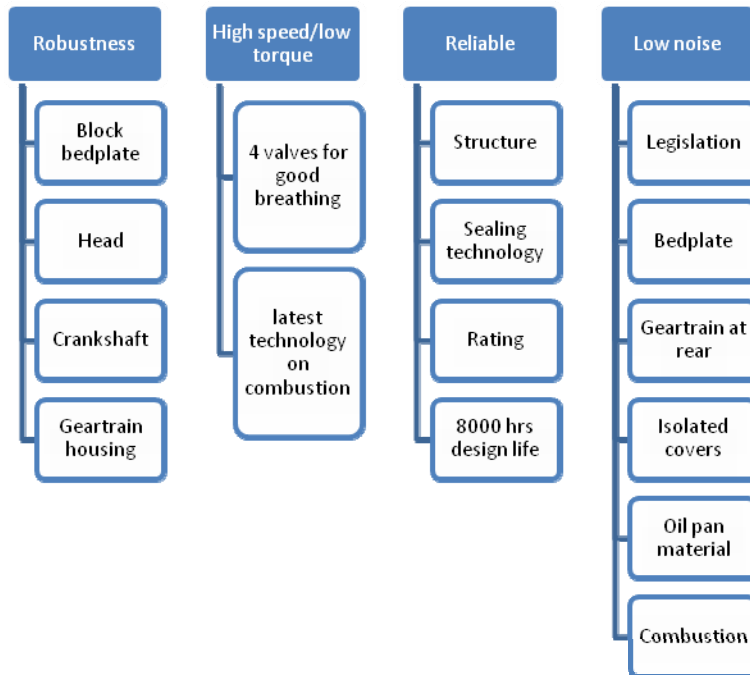 Robustness
Block
bedplate
Head
Crankshaft
Geartrain
housing
High speed/low
torque
4 valves for
good
breathing
latest
technology
on
combustion
Reliable
Structure
Sealing
technology
Rating
8000 hrs
design life
Low noise
Legislation
Bedplate
Geartrain at
rear
Isolated
covers
Oil pan
material
Combustion